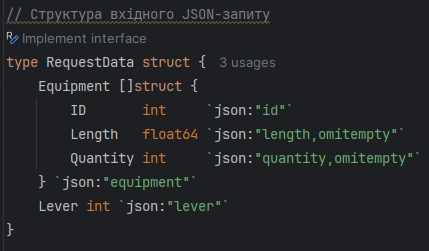 // Структура вхідного JSON-запиту
Implement interface
type RequestData struct { 3 usages
Equipment []struct {
ID int `json:"id"`
Length float64 `json:"length,omitempty"`
Quantity int `json:"quantity,omitempty"`
} `json:"equipment"`
Lever int `json:"lever"`
}